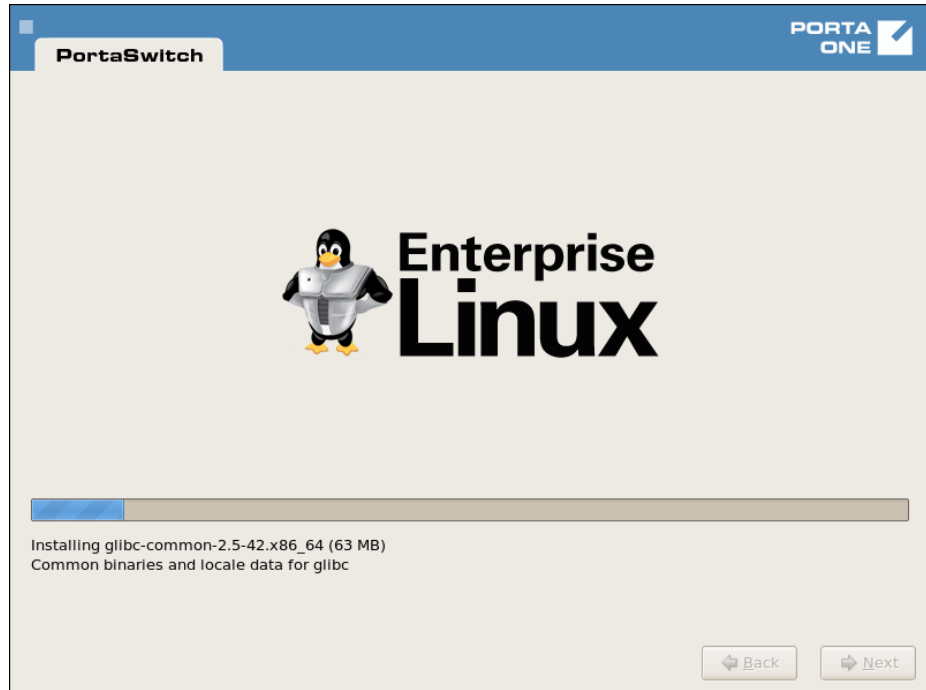 PortaSwitch
PORTA
ONE
Enterprise
Linux
Installing glibc-common-2.5-42.x86_64 (63 MB)
Common binaries and locale data for glibc
Back
Next